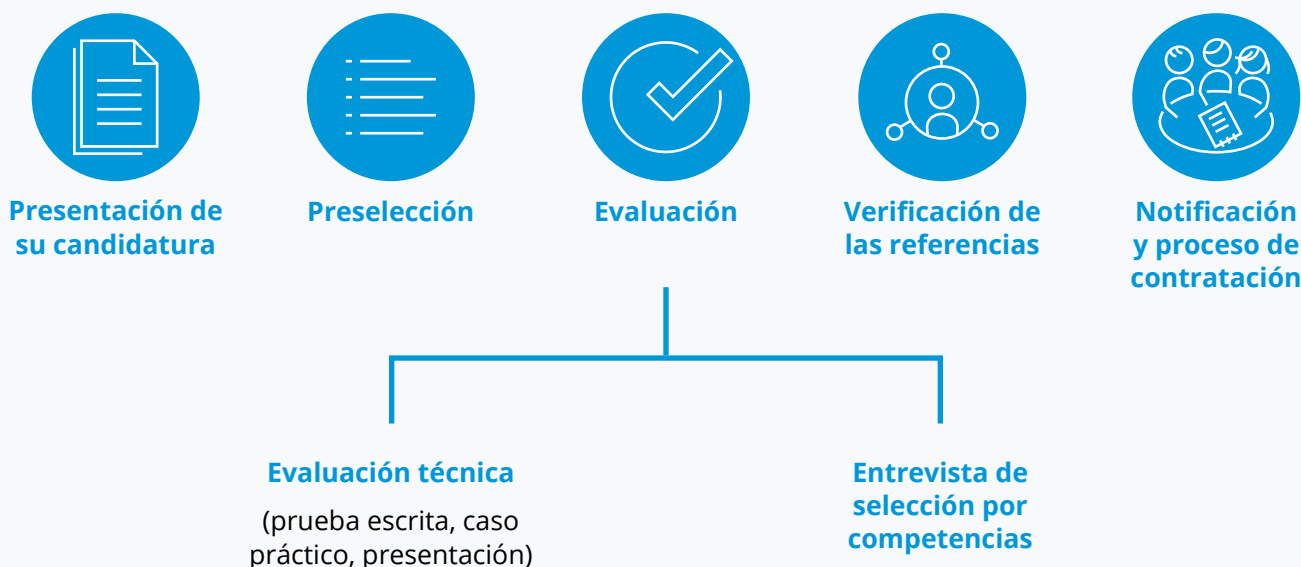 Presentación de
su candidatura
Preselección
Evaluación
Verificación de
las referencias
Notificación
y proceso de
contratación
Evaluación técnica
(prueba escrita, caso
práctico, presentación)
Entrevista de
selección por
competencias